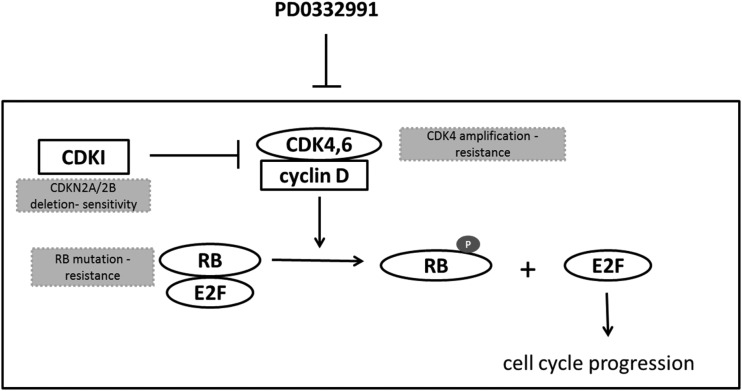 PD0332991
CDK4,6
CDK4 amplification -
resistance
CDKI
cyclin D
CDKN2A/2B
deletion- sensitivity
P
RB mutation -
resistance
RB
RB
+
E2F
E2F
cell cycle progression